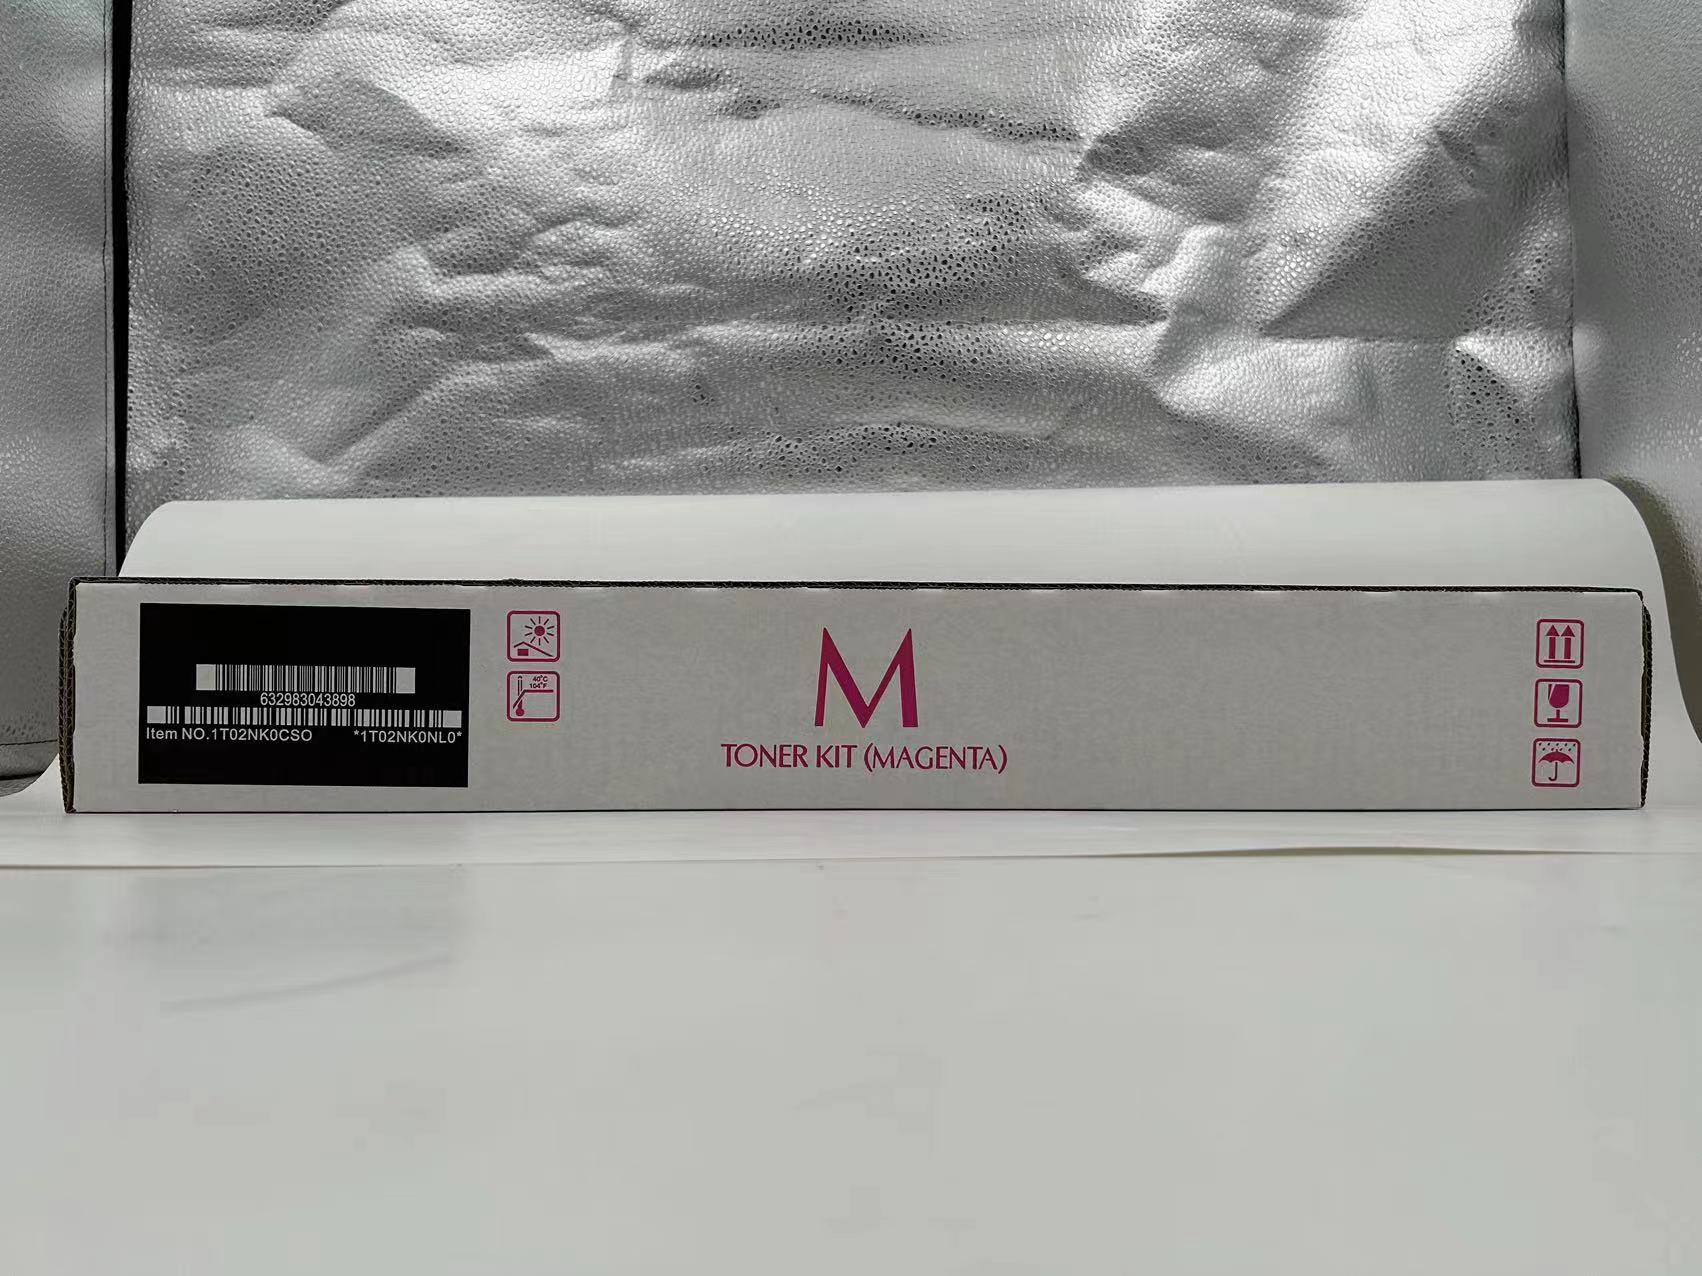 632983043898
Item NO.1T02NK0CSO *1T02NK0NL0*
40°C
104°F
M
TONER KIT (MAGENTA)